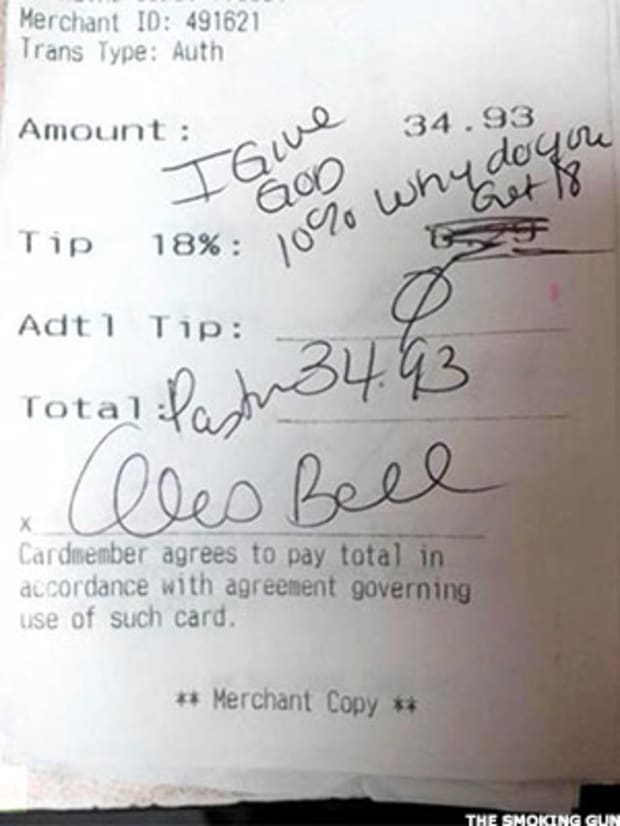 Merchant ID: 491621
Trans Type: Auth
Amount: 34.93
I Give
God
10% Why do you
Get 18
Tip 18%:
Adtl Tip:
Total: Pastor 34.93
x Bell
Cardmember agrees to pay total in
accordance with agreement governing
use of such card.
** Merchant Copy **
THE SMOKING GUN